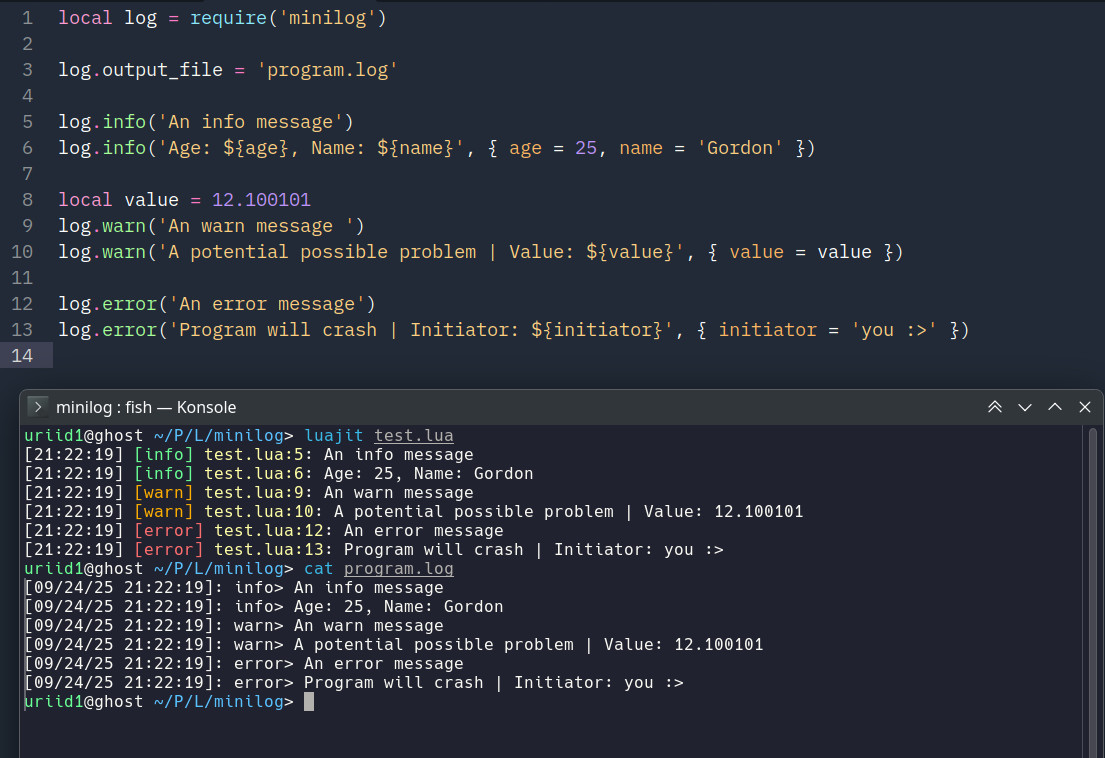 1 local log = require('minilog')
2
3 log.output_file = 'program.log'
4
5 log.info('An info message')
6 log.info('Age: ${age}, Name: ${name}', { age = 25, name = 'Gordon' })
7
8 local value = 12.100101
9 log.warn('An warn message ')
10 log.warn('A potential possible problem | Value: ${value}', { value = value })
11
12 log.error('An error message')
13 log.error('Program will crash | Initiator: ${initiator}', { initiator = 'you :>' })
14
minilog : fish — Konsole
uriid1@ghost ~/P/L/minilog> luajit test.lua
[21:22:19] [info] test.lua:5: An info message
[21:22:19] [info] test.lua:6: Age: 25, Name: Gordon
[21:22:19] [warn] test.lua:9: An warn message
[21:22:19] [warn] test.lua:10: A potential possible problem | Value: 12.100101
[21:22:19] [error] test.lua:12: An error message
[21:22:19] [error] test.lua:13: Program will crash | Initiator: you :>
uriid1@ghost ~/P/L/minilog> cat program.log
[09/24/25 21:22:19]: info> An info message
[09/24/25 21:22:19]: info> Age: 25, Name: Gordon
[09/24/25 21:22:19]: warn> An warn message
[09/24/25 21:22:19]: warn> A potential possible problem | Value: 12.100101
[09/24/25 21:22:19]: error> An error message
[09/24/25 21:22:19]: error> Program will crash | Initiator: you :>
uriid1@ghost ~/P/L/minilog>